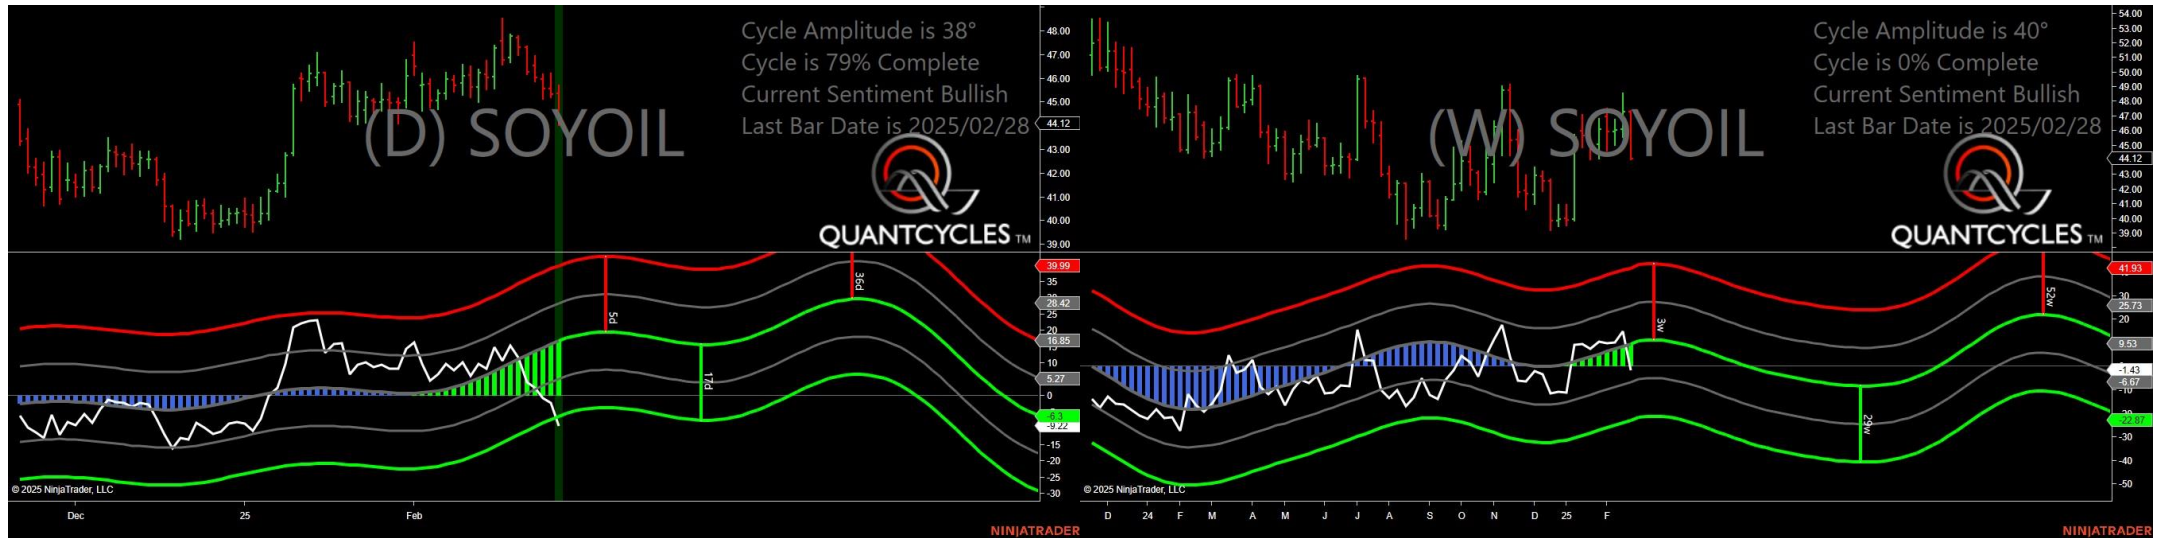 Cycle Amplitude is 38°
Cycle is 79% Complete
Current Sentiment Bullish
Last Bar Date is 2025/02/28
(D) SOYOIL
QUANTCYCLES TM
48.00
47.00
46.00
45.00
44.12
43.00
42.00
41.00
40.00
39.00
39.99
35
28.42
25
20
16.85
10
5.27
0
-6.3
-9.22
-15
-20
-25
-30
5d
17d
36d
© 2025 NinjaTrader, LLC
Dec
25
Feb
NINJATRADER
Cycle Amplitude is 40°
Cycle is 0% Complete
Current Sentiment Bullish
Last Bar Date is 2025/02/28
(W) SOYOIL
QUANTCYCLES TM
54.00
53.00
52.00
51.00
50.00
49.00
48.00
47.00
46.00
45.00
44.12
43.00
42.00
41.00
40.00
39.00
41.93
25.73
20
9.53
-1.43
-6.67
-22.87
-30
-40
-50
3w
29w
52w
© 2025 NinjaTrader, LLC
D
24
F
M
A
M
J
J
A
S
O
N
D
25
F
NINJATRADER